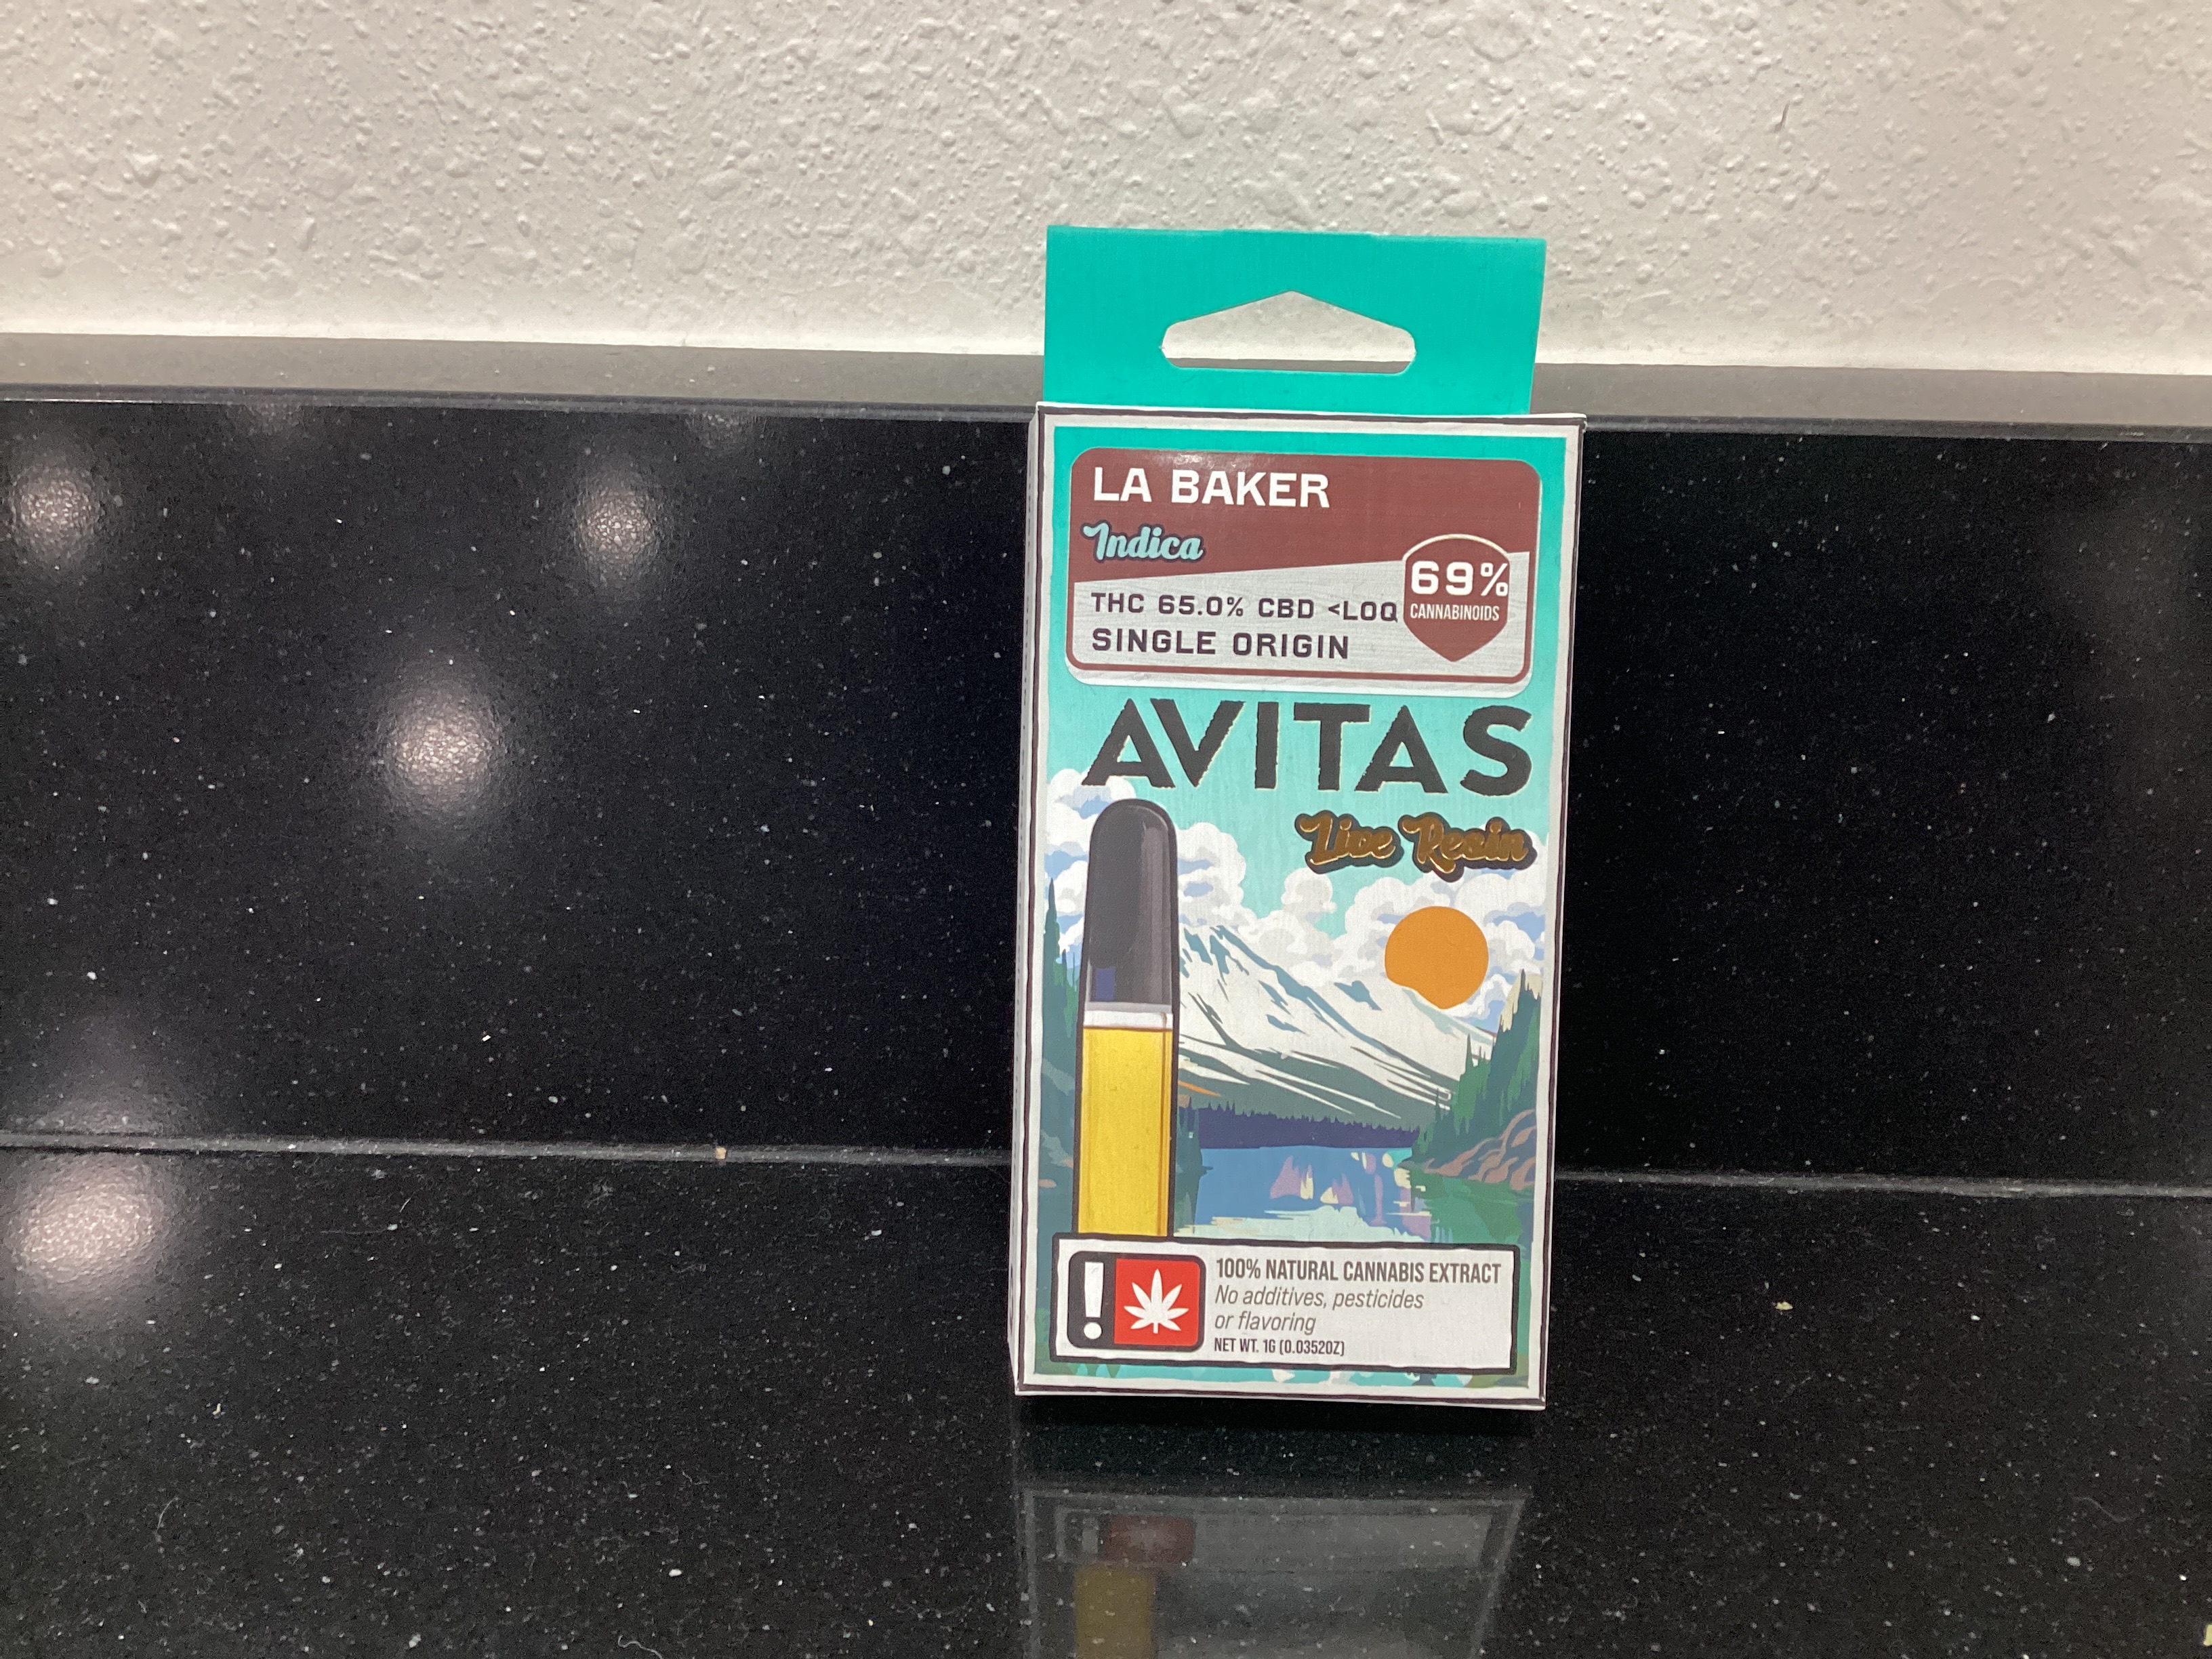 LA BAKER
Indica
THC 65.0% CBD <LOQ
SINGLE ORIGIN
69%
CANNABINOIDS
AVITAS
Live Resin
100% NATURAL CANNABIS EXTRACT
No additives, pesticides
or flavoring
NET WT. 1G (0.0352OZ)